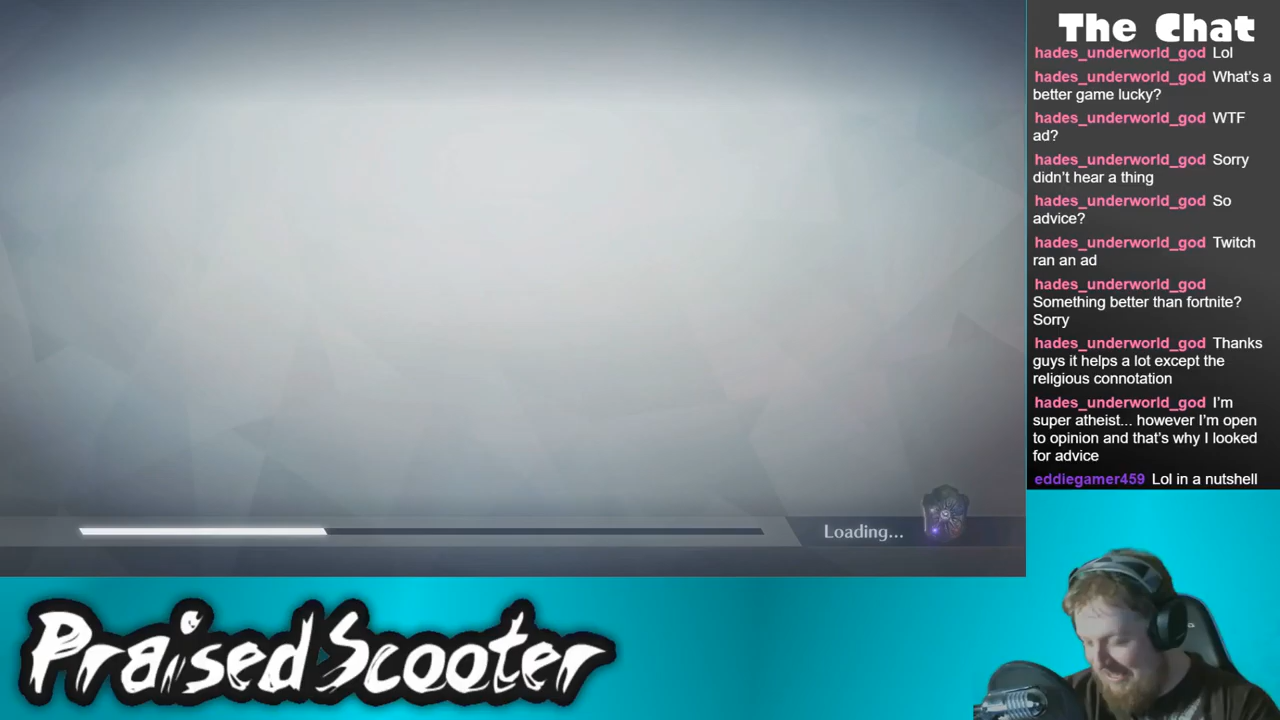 The Chat
hades_underworld_god Lol
hades_underworld_god What's a
better game lucky?
hades_underworld_god WTF
ad?
hades_underworld_god Sorry
didn't hear a thing
hades_underworld_god So
advice?
hades_underworld_god Twitch
ran an ad
hades_underworld_god
Something better than fortnite?
Sorry
hades_underworld_god Thanks
guys it helps a lot except the
religious connotation
hades_underworld_god I'm
super atheist... however I'm open
to opinion and that's why I looked
for advice
eddiegamer459 Lol in a nutshell
Loading...
PraisedScooter